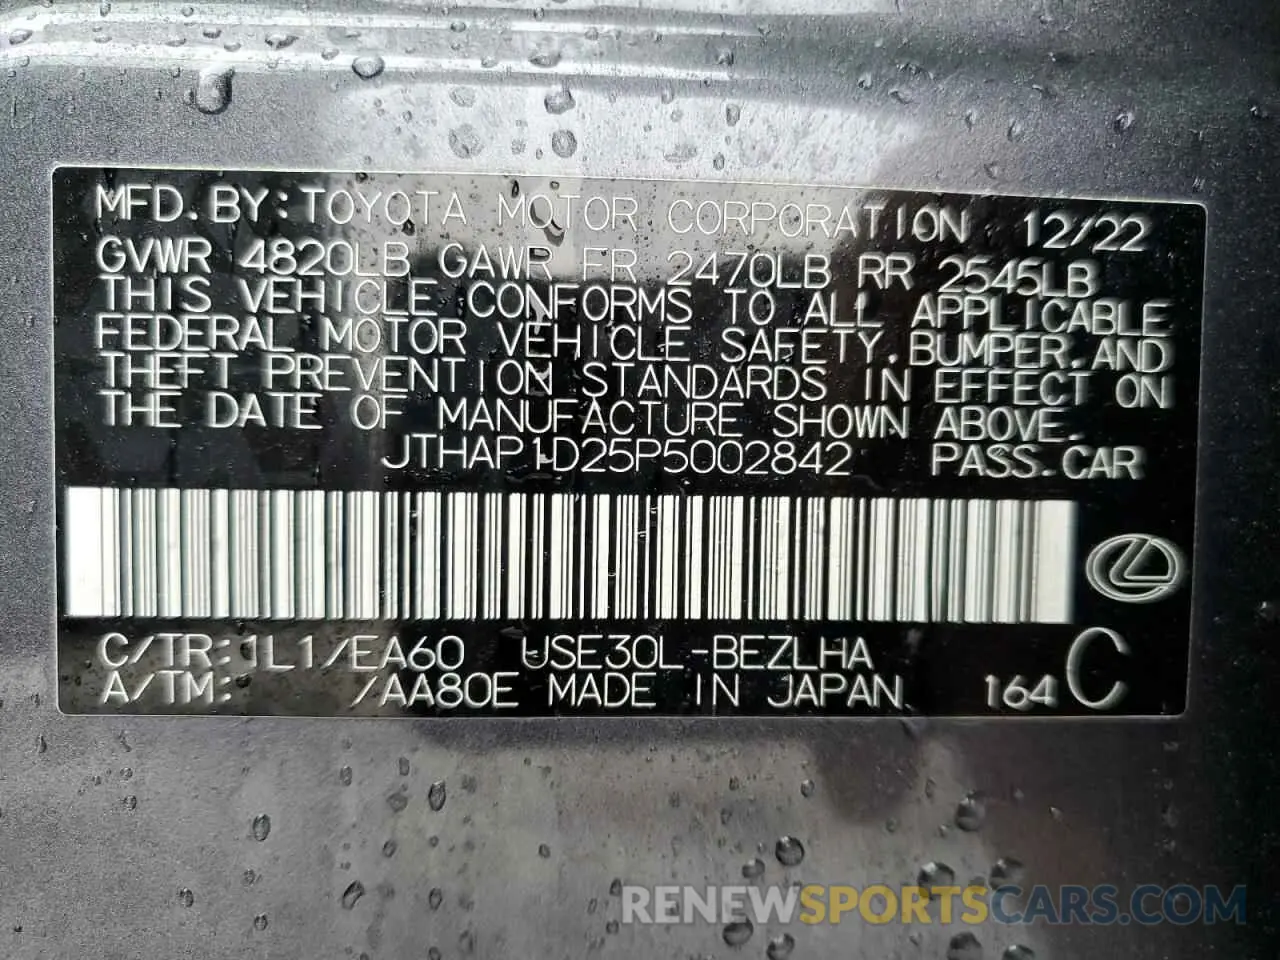 MFD. BY: TOYOTA MOTOR CORPORATION 12/22
GVWR 4820LB GAWR FR 2470LB RR 2545LB
THIS VEHICLE CONFORMS TO ALL APPLICABLE
FEDERAL MOTOR VEHICLE SAFETY, BUMPER, AND
THEFT PREVENTION STANDARDS IN EFFECT ON
THE DATE OF MANUFACTURE SHOWN ABOVE.
JTHAP1D25P5002842 PASS. CAR
C/TR: 1L1/EA60 USE30L-BEZLHA
A/TM: /AA80E MADE IN JAPAN 164 C
RENEWSPORTSCARS.COM